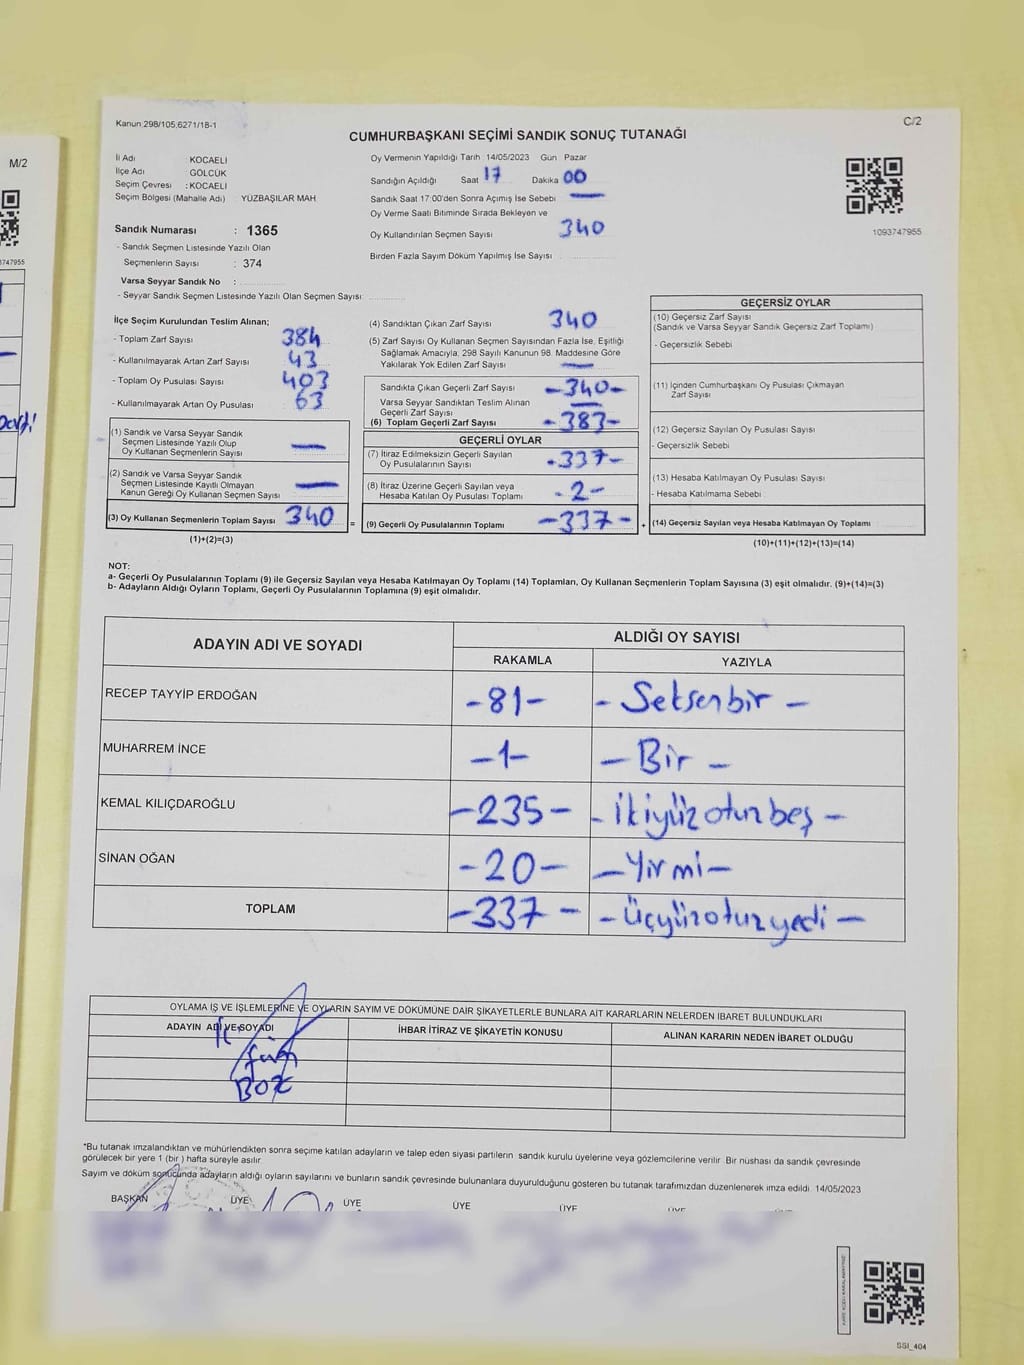 M/2
Kanun:298/105;6271/18-1
C/2
CUMHURBAŞKANI SEÇİMİ SANDIK SONUÇ TUTANAĞI
İl Adı KOCAELİ
İlçe Adı GÖLCÜK
Seçim Çevresi : KOCAELİ
Seçim Bölgesi (Mahalle Adı) YÜZBAŞILAR MAH
Sandık Numarası : 1365
- Sandık Seçmen Listesinde Yazılı Olan
Seçmenlerin Sayısı : 374
Varsa Seyyar Sandık No :
- Seyyar Sandık Seçmen Listesinde Yazılı Olan Seçmen Sayısı
Oy Vermenin Yapıldığı Tarih 14/05/2023 Gün Pazar
Sandığın Açıldığı Saat 17 Dakika 00
Sandık Saat 17:00'den Sonra Açımış İse Sebebi —
Oy Verme Saati Bitiminde Sırada Bekleyen ve
Oy Kullandırılan Seçmen Sayısı 340
Birden Fazla Sayım Döküm Yapılmış İse Sayısı
1093747955
İlçe Seçim Kurulundan Teslim Alınan;
- Toplam Zarf Sayısı 384
- Kullanılmayarak Artan Zarf Sayısı 43
- Toplam Oy Pusulası Sayısı 403
- Kullanılmayarak Artan Oy Pusulası 63
(1) Sandık ve Varsa Seyyar Sandık
Seçmen Listesinde Yazılı Olup
Oy Kullanan Seçmenlerin Sayısı —
(2) Sandık ve Varsa Seyyar Sandık
Seçmen Listesinde Kayıtlı Olmayan
Kanun Gereği Oy Kullanan Seçmen Sayısı —
(3) Oy Kullanan Seçmenlerin Toplam Sayısı 340 =
(1)+(2)=(3)
(4) Sandıktan Çıkan Zarf Sayısı 340
(5) Zarf Sayısı Oy Kullanan Seçmen Sayısından Fazla İse, Eşitliği
Sağlamak Amacıyla, 298 Sayılı Kanunun 98. Maddesine Göre
Yakılarak Yok Edilen Zarf Sayısı —
Sandıkta Çıkan Geçerli Zarf Sayısı -340-
Varsa Seyyar Sandıktan Teslim Alınan
Geçerli Zarf Sayısı —
(6) Toplam Geçerli Zarf Sayısı -383-
GEÇERLİ OYLAR
(7) İtiraz Edilmeksizin Geçerli Sayılan
Oy Pusulalarının Sayısı -337-
(8) İtiraz Üzerine Geçerli Sayılan veya
Hesaba Katılan Oy Pusulası Toplamı -2-
(9) Geçerli Oy Pusulalarının Toplamı -337- +
GEÇERSİZ OYLAR
(10) Geçersiz Zarf Sayısı
(Sandık ve Varsa Seyyar Sandık Geçersiz Zarf Toplamı)
- Geçersizlik Sebebi
(11) İçinden Cumhurbaşkanı Oy Pusulası Çıkmayan
Zarf Sayısı
(12) Geçersiz Sayılan Oy Pusulası Sayısı
- Geçersizlik Sebebi
(13) Hesaba Katılmayan Oy Pusulası Sayısı
- Hesaba Katılmama Sebebi
(14) Geçersiz Sayılan veya Hesaba Katılmayan Oy Toplamı
(10)+(11)+(12)+(13)=(14)
NOT:
a- Geçerli Oy Pusulalarının Toplamı (9) ile Geçersiz Sayılan veya Hesaba Katılmayan Oy Toplamı (14) Toplamları, Oy Kullanan Seçmenlerin Toplam Sayısına (3) eşit olmalıdır. (9)+(14)=(3)
b- Adayların Aldığı Oyların Toplamı, Geçerli Oy Pusulalarının Toplamına (9) eşit olmalıdır.
ADAYIN ADI VE SOYADI ALDIĞI OY SAYISI
RAKAMLA YAZIYLA
RECEP TAYYİP ERDOĞAN -81- - Seksenbir -
MUHARREM İNCE -1- - Bir -
KEMAL KILIÇDAROĞLU -235- - İkiyüzotuzbeş -
SİNAN OĞAN -20- - Yirmi -
TOPLAM -337- - Üçyüzotuzyedi -
OYLAMA İŞ VE İŞLEMLERİNE VE OYLARIN SAYIM VE DÖKÜMÜNE DAİR ŞİKAYETLERLE BUNLARA AİT KARARLARIN NELERDEN İBARET BULUNDUKLARI
ADAYIN ADI VE SOYADI İHBAR İTİRAZ VE ŞİKAYETİN KONUSU ALINAN KARARIN NEDEN İBARET OLDUĞU
*Bu tutanak imzalandıktan ve mühürlendikten sonra seçime katılan adayların ve talep eden siyasi partilerin sandık kurulu üyelerine veya gözlemcilerine verilir. Bir nüshası da sandık çevresinde
görülecek bir yere 1 (bir ) hafta süreyle asılır.
Sayım ve döküm sonucunda adayların aldığı oyların sayılarını ve bunların sandık çevresinde bulunanlara duyurulduğunu gösteren bu tutanak tarafımızdan düzenlenerek imza edildi. 14/05/2023
BAŞKAN ÜYE ÜYE ÜYE ÜYE ÜYE
SSI_404